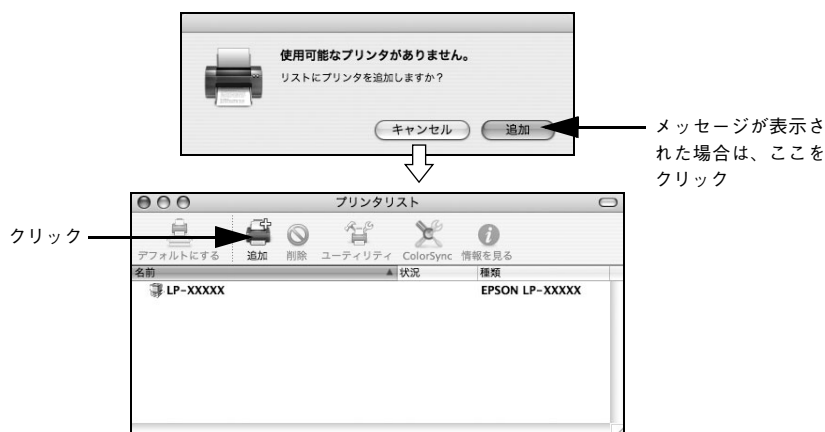 使用可能なプリンタがありません。
リストにプリンタを追加しますか？
キャンセル
追加
メッセージが表示さ
れた場合は、ここを
クリック
プリンタリスト
クリック
デフォルトにする 追加 削除 ユーティリティ ColorSync 情報を見る
名前 状況 種類
LP-XXXXX EPSON LP-XXXXX